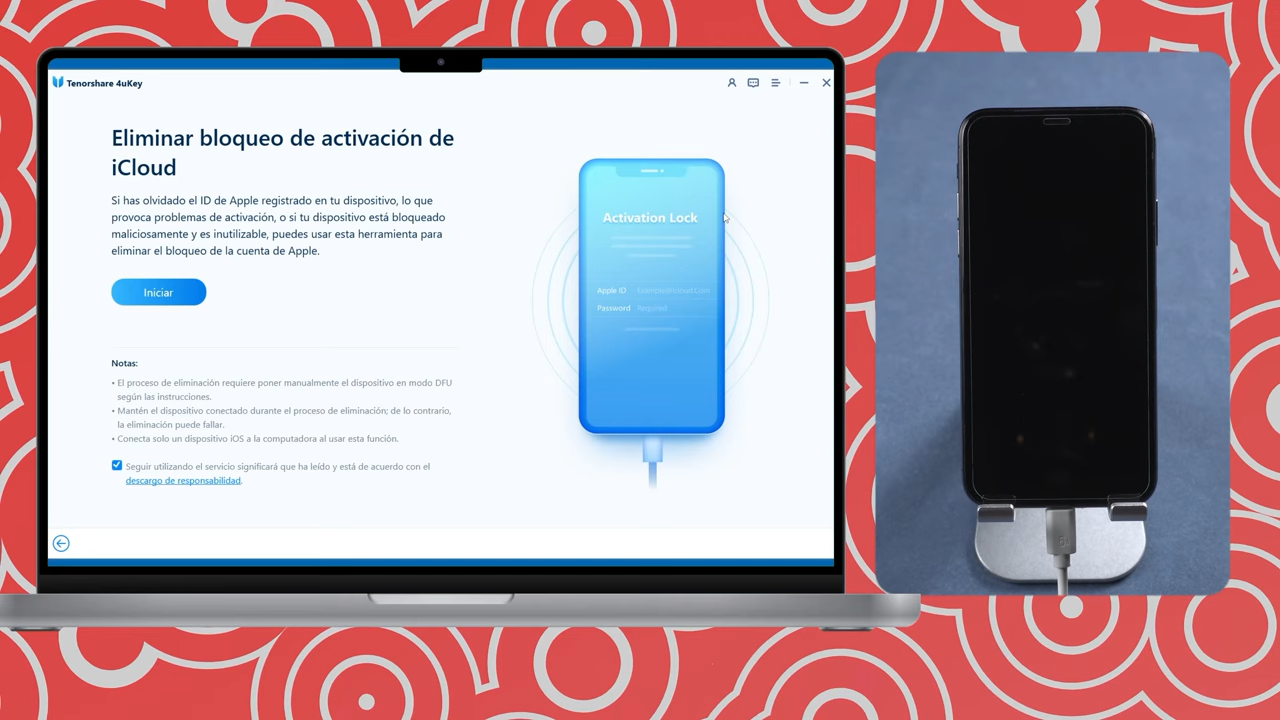 Tenorshare 4uKey
Eliminar bloqueo de activación de
iCloud
Si has olvidado el ID de Apple registrado en tu dispositivo, lo que
provoca problemas de activación, o si tu dispositivo está bloqueado
maliciosamente y es inutilizable, puedes usar esta herramienta para
eliminar el bloqueo de la cuenta de Apple.
Iniciar
Notas:
• El proceso de eliminación requiere poner manualmente el dispositivo en modo DFU
según las instrucciones.
• Mantén el dispositivo conectado durante el proceso de eliminación; de lo contrario,
la eliminación puede fallar.
• Conecta solo un dispositivo iOS a la computadora al usar esta función.
Seguir utilizando el servicio significará que ha leído y está de acuerdo con el
descargo de responsabilidad.
Activation Lock
Apple ID
Password Required